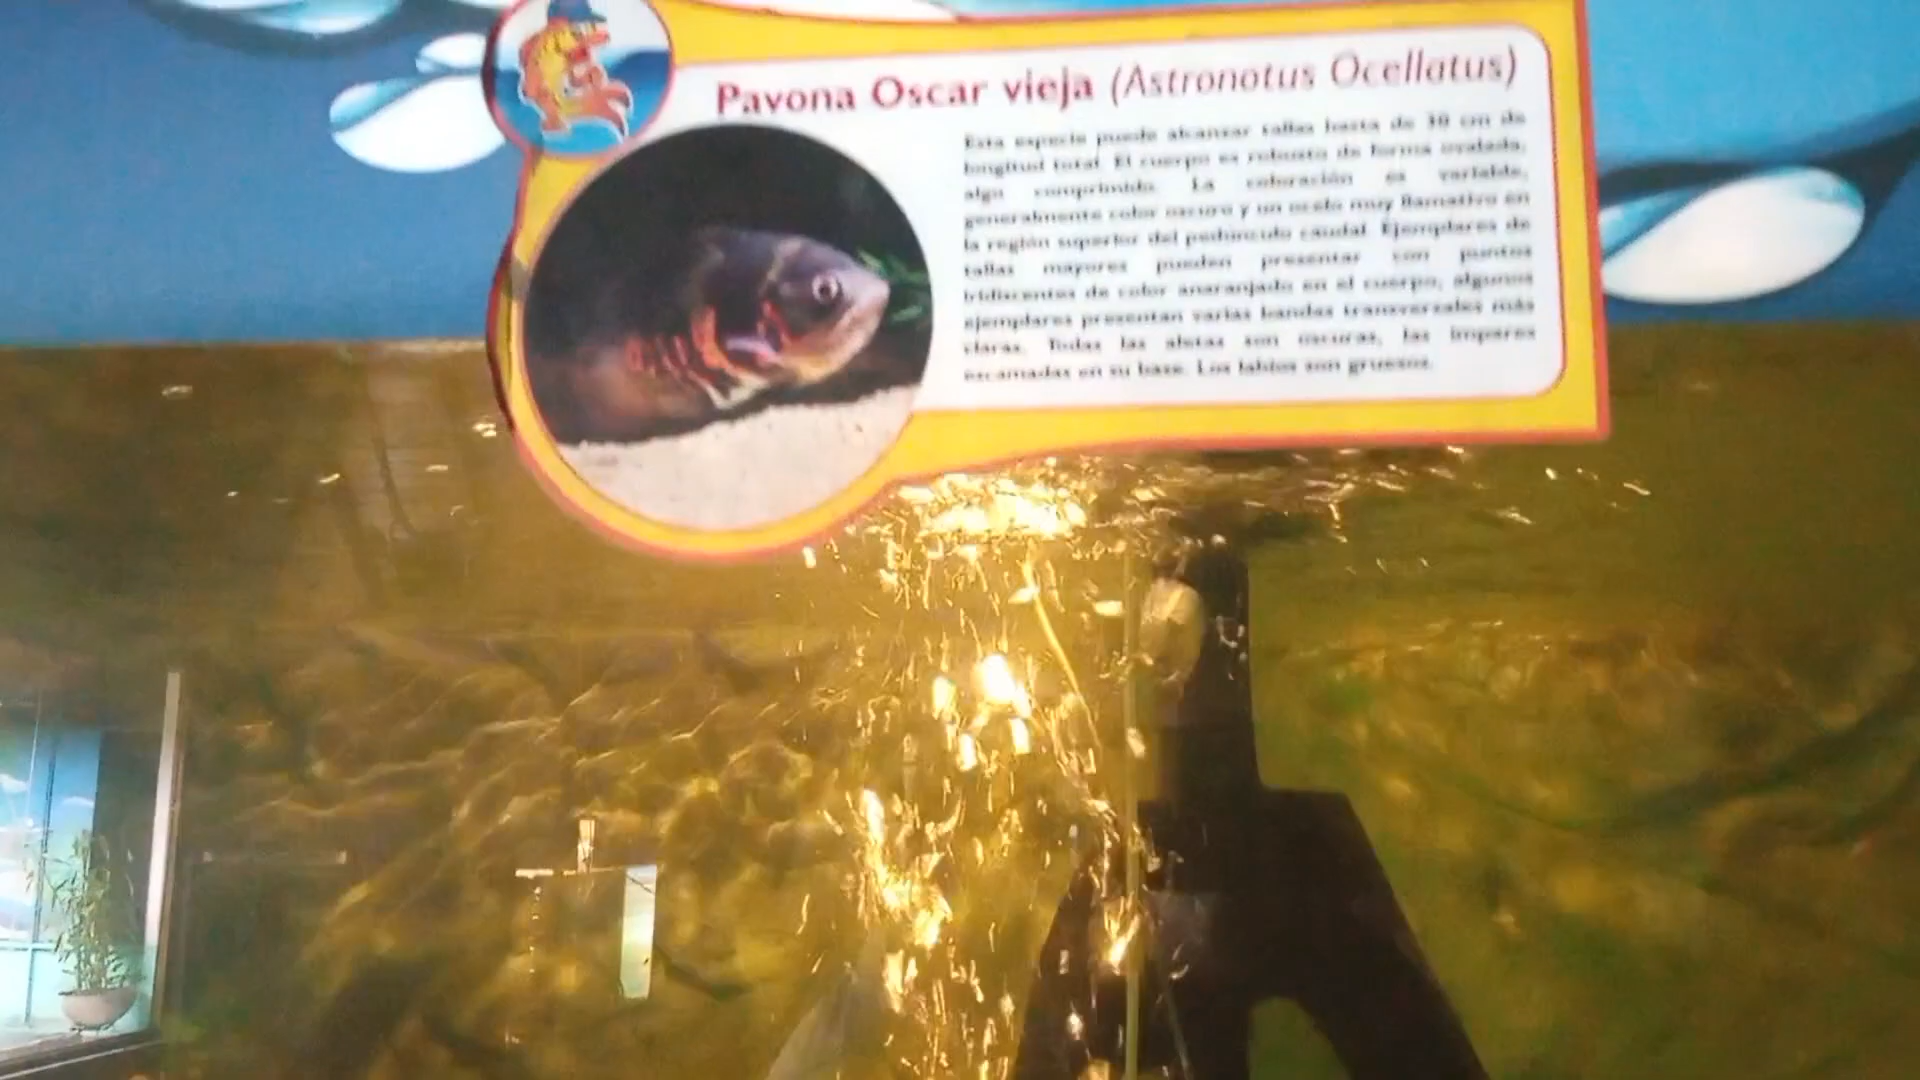 Pavona Oscar vieja (Astronotus Ocellatus)
Esta especie puede alcanzar tallas hasta de 30 cm de
longitud total. El cuerpo es robusto de forma ovalada,
algo comprimido. La coloración es variable,
generalmente color oscuro y un ocelo muy llamativo en
la región superior del pedúnculo caudal. Ejemplares de
tallas mayores pueden presentar con puntos
iridiscentes de color anaranjado en el cuerpo, algunos
ejemplares presentan varias bandas transversales más
claras. Todas las aletas son oscuras, las impares
escamadas en su base. Los labios son gruesos.